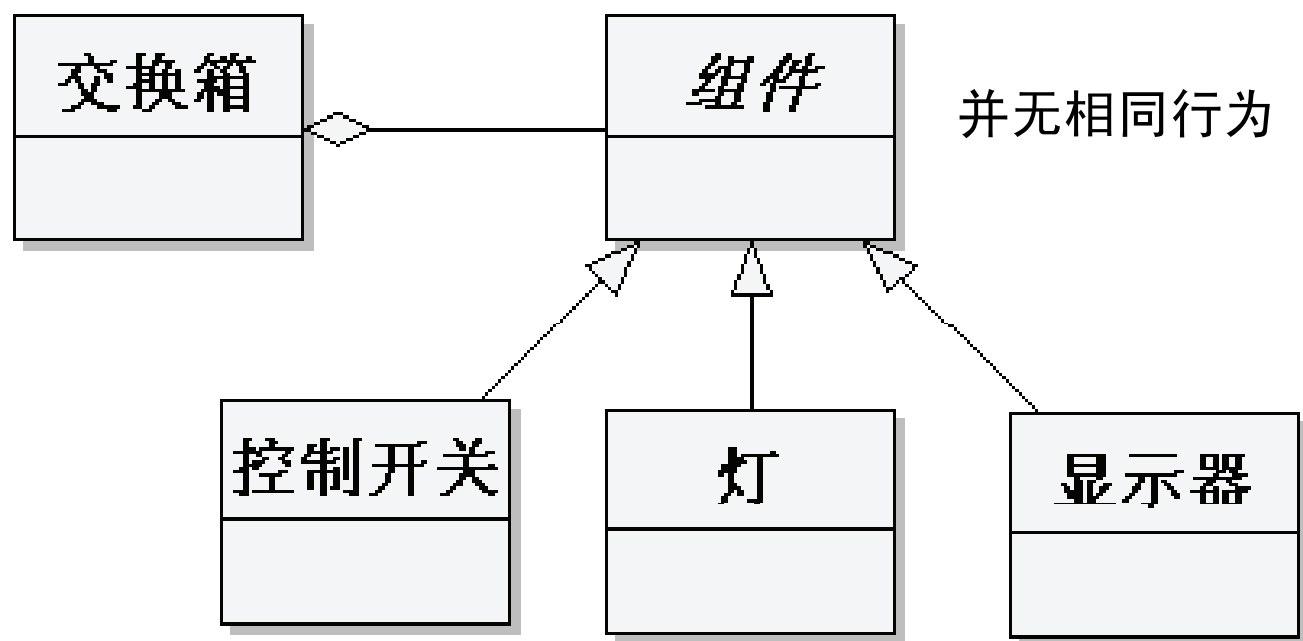 交换箱
组件
并无相同行为
控制开关
灯
显示器